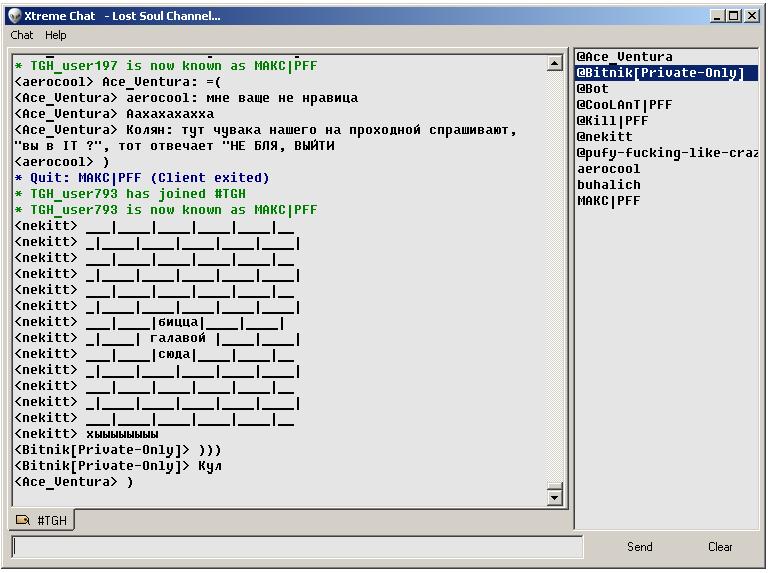 Xtreme Chat - Lost Soul Channel...
Chat Help
* TGH_user197 is now known as МАКС|PFF
<aerocool> Ace_Ventura: =(
<Ace_Ventura> aerocool: мне ваще не нравица
<Ace_Ventura> Аахахахахха
<Ace_Ventura> Колян: тут чувака нашего на проходной спрашивают,
"вы в IT ?", тот отвечает "НЕ БЛЯ, ВЫЙТИ
<aerocool> )
* Quit: МАКС|PFF (Client exited)
* TGH_user793 has joined #TGH
* TGH_user793 is now known as МАКС|PFF
<nekitt> ___|____|____|____|____|__
<nekitt> _|____|____|____|____|____|
<nekitt> ___|____|____|____|____|__
<nekitt> _|____|____|____|____|____|
<nekitt> ___|____|____|____|____|__
<nekitt> _|____|____|____|____|____|
<nekitt> ___|____|бицца|____|____|
<nekitt> _|____| галавой |____|____|
<nekitt> ___|____|сюда|____|____|__
<nekitt> _|____|____|____|____|____|
<nekitt> ___|____|____|____|____|__
<nekitt> _|____|____|____|____|____|
<nekitt> ___|____|____|____|____|__
<nekitt> хыыыыыыыы
<Bitnik[Private-Only]> )))
<Bitnik[Private-Only]> Кул
<Ace_Ventura> )
#TGH
@Ace_Ventura
@Bitnik[Private-Only]
@Bot
@CooLAnT|PFF
@Kill|PFF
@nekitt
@pufy-fucking-like-craz
aerocool
buhalich
МАКС|PFF
Send
Clear